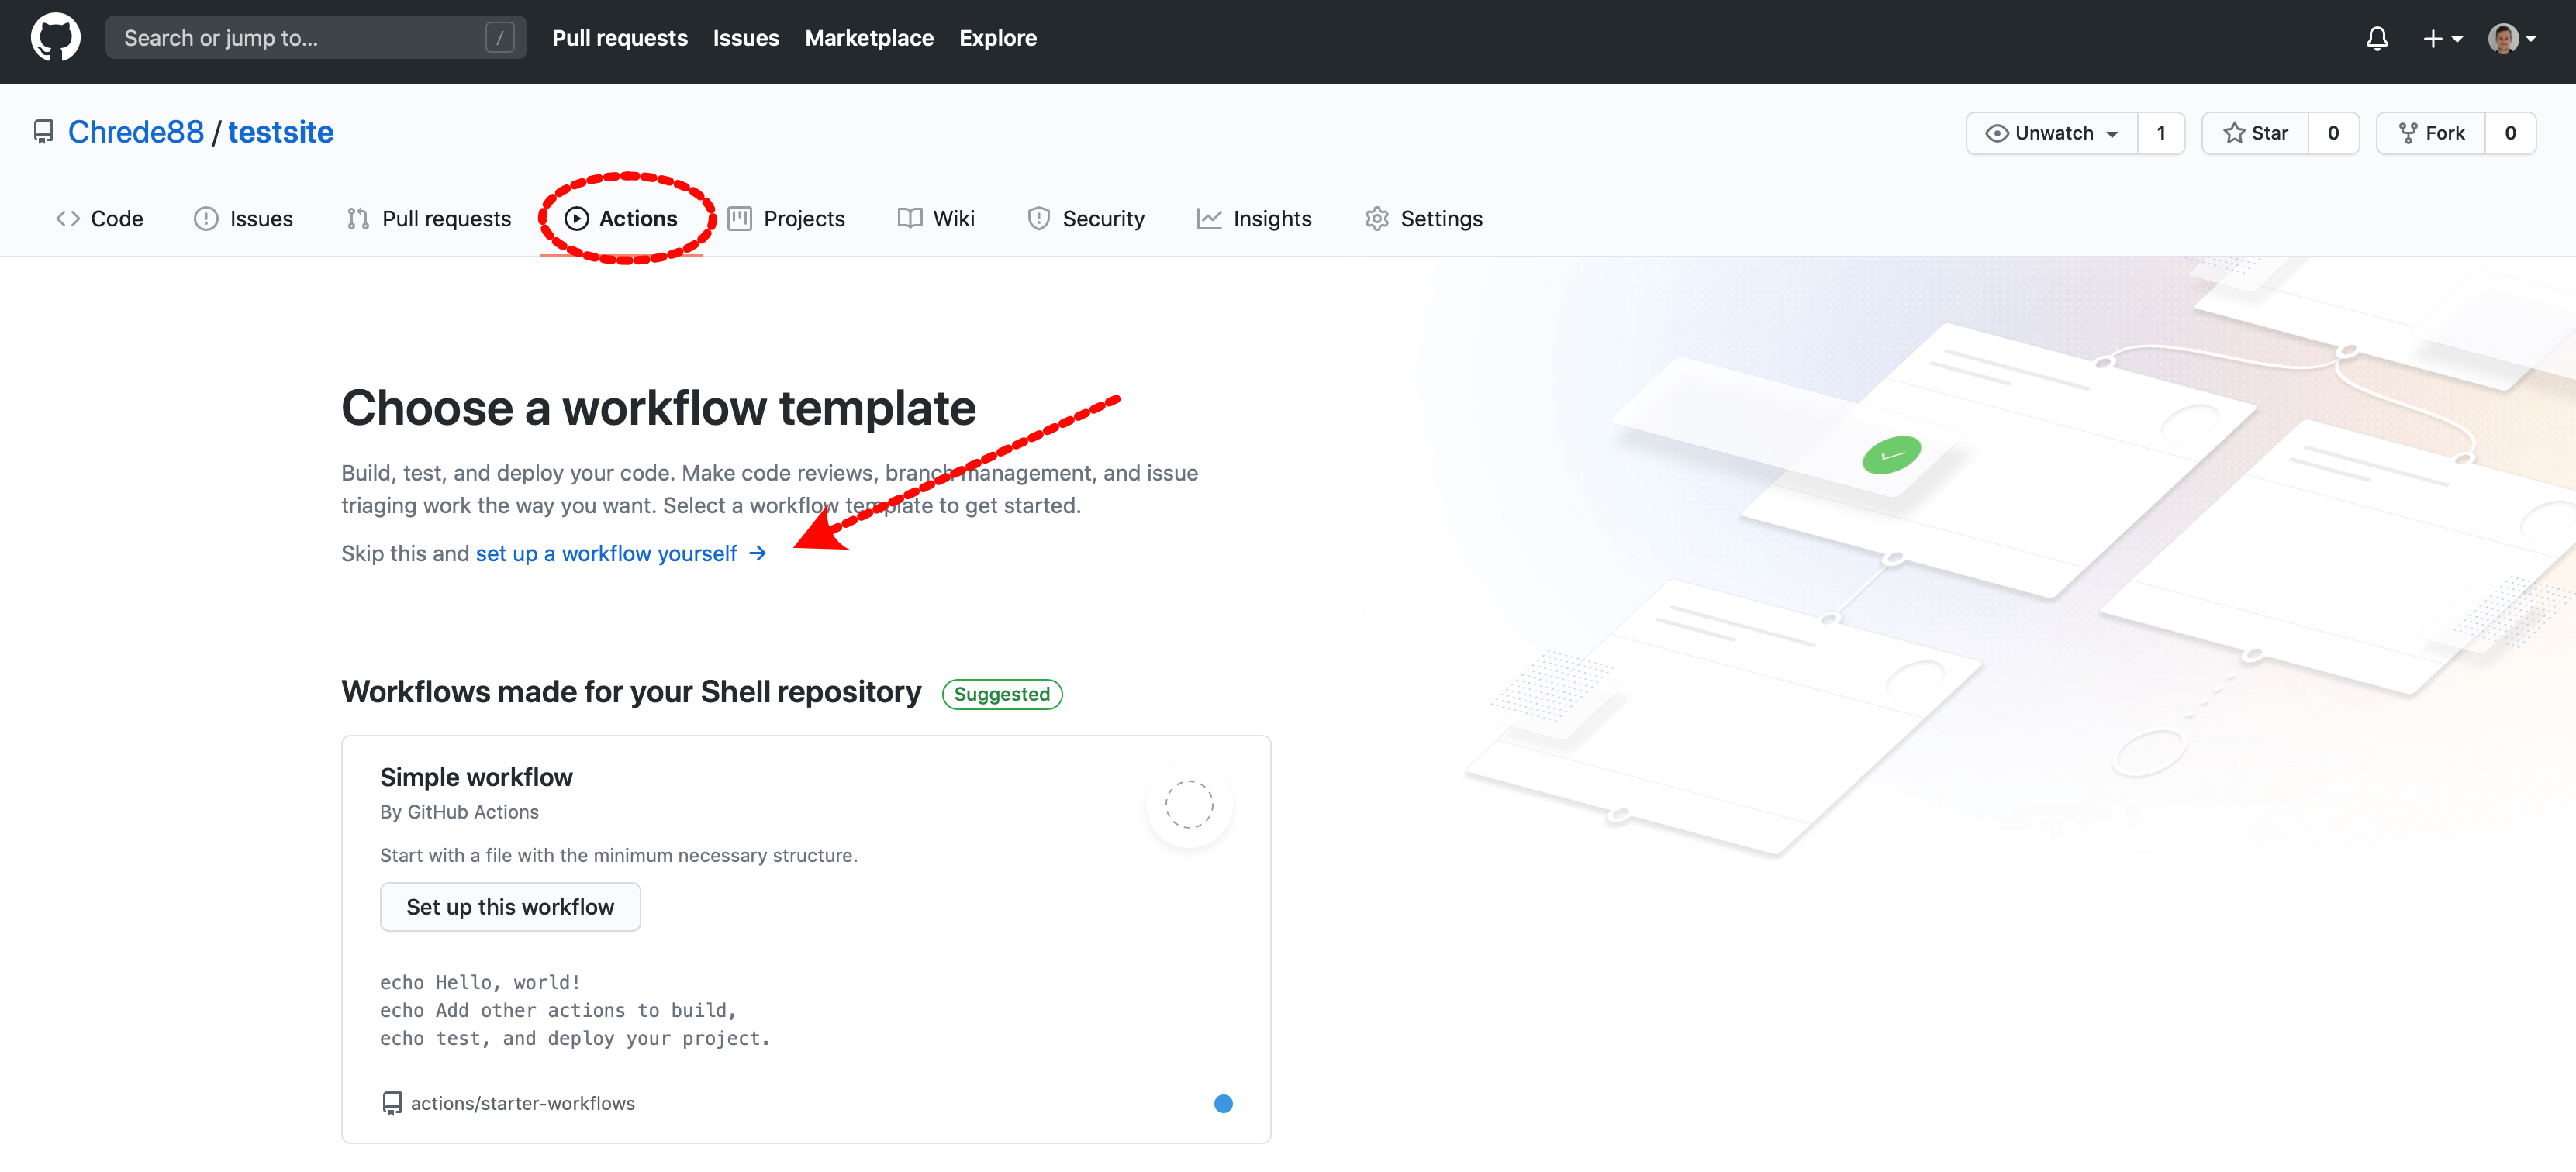 Search or jump to... /
Pull requests Issues Marketplace Explore
Chrede88 / testsite
Unwatch 1 Star 0 Fork 0
Code Issues Pull requests Actions Projects Wiki Security Insights Settings
Choose a workflow template
Build, test, and deploy your code. Make code reviews, branch management, and issue
triaging work the way you want. Select a workflow template to get started.
Skip this and set up a workflow yourself →
Workflows made for your Shell repository Suggested
Simple workflow
By GitHub Actions
Start with a file with the minimum necessary structure.
Set up this workflow
echo Hello, world!
echo Add other actions to build,
echo test, and deploy your project.
actions/starter-workflows